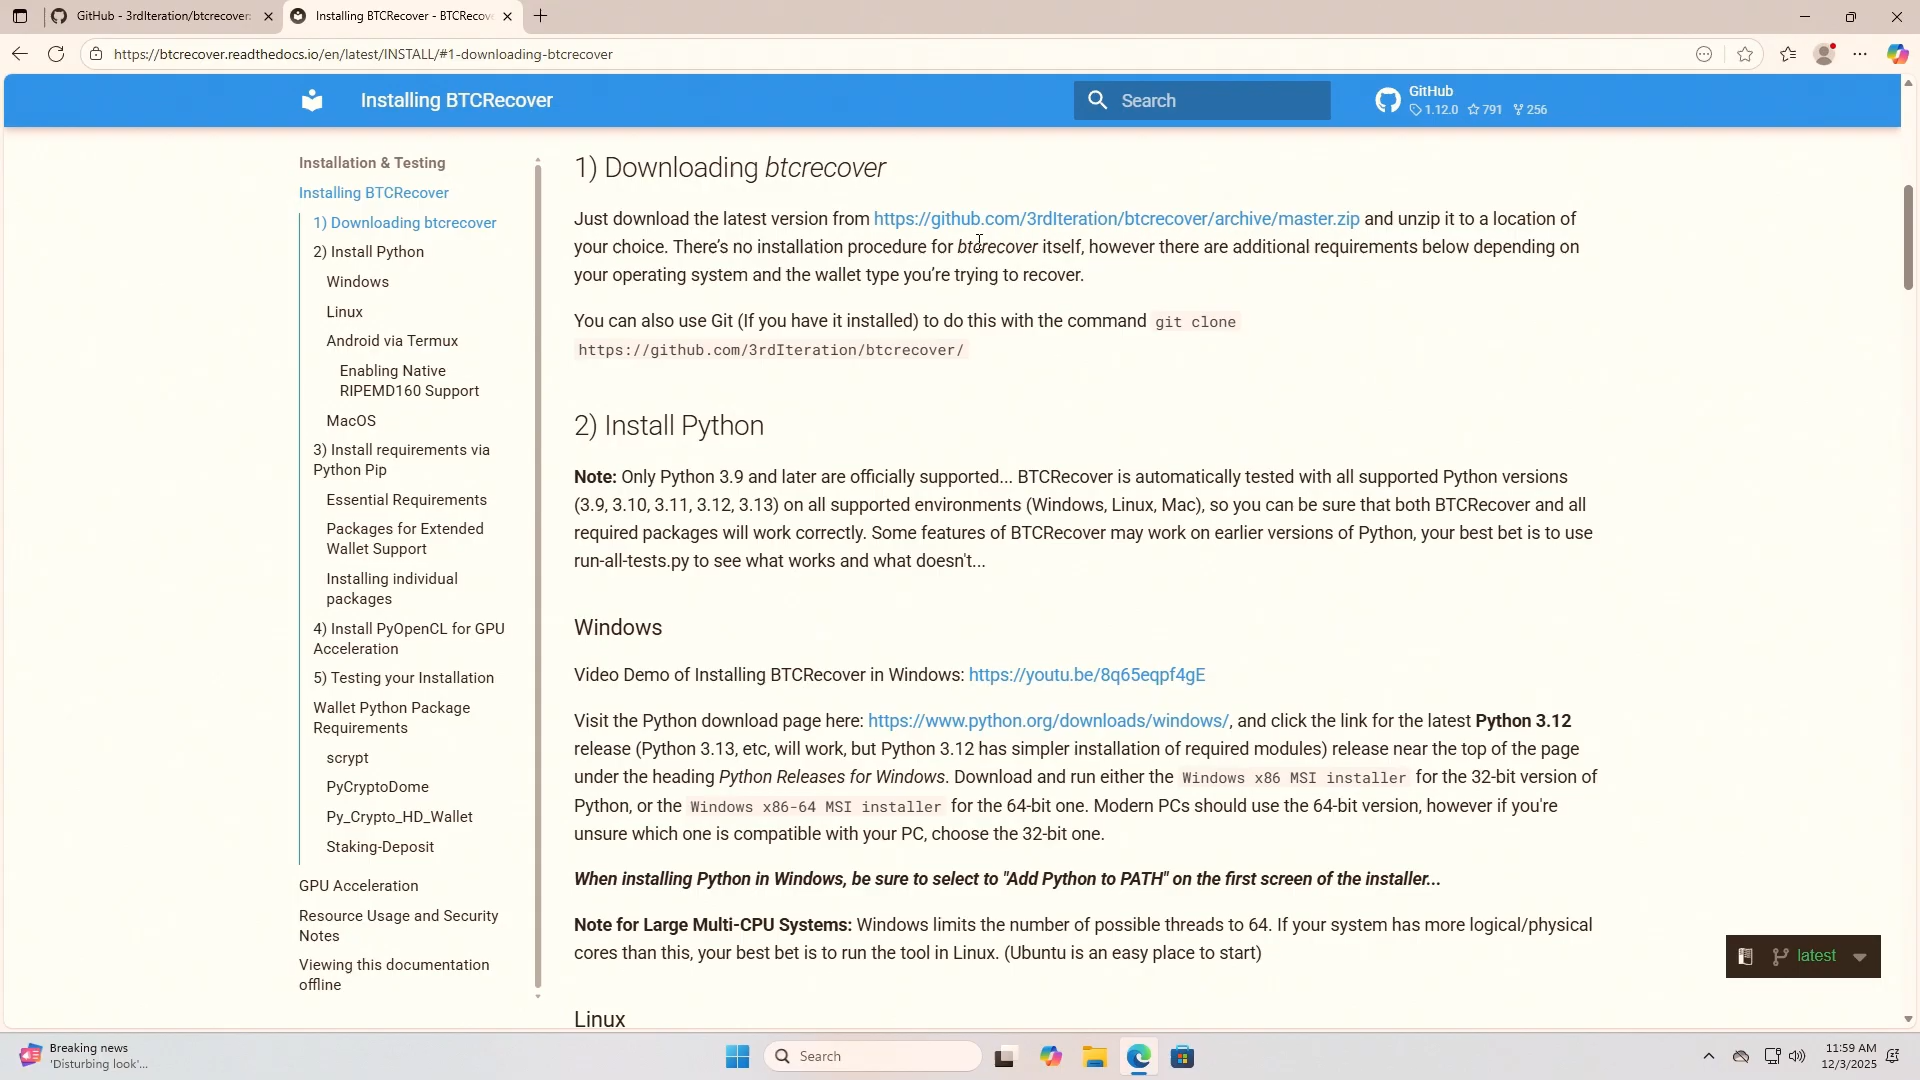 GitHub - 3rdIteration/btcrecover:
Installing BTCRecover - BTCRecov
https://btcrecover.readthedocs.io/en/latest/INSTALL/#1-downloading-btcrecover
Installing BTCRecover
Search
GitHub
1.12.0 791 256
Installation & Testing
Installing BTCRecover
1) Downloading btcrecover
2) Install Python
Windows
Linux
Android via Termux
Enabling Native
RIPEMD160 Support
MacOS
3) Install requirements via
Python Pip
Essential Requirements
Packages for Extended
Wallet Support
Installing individual
packages
4) Install PyOpenCL for GPU
Acceleration
5) Testing your Installation
Wallet Python Package
Requirements
scrypt
PyCryptoDome
Py_Crypto_HD_Wallet
Staking-Deposit
GPU Acceleration
Resource Usage and Security
Notes
Viewing this documentation
offline
1) Downloading btcrecover
Just download the latest version from https://github.com/3rdIteration/btcrecover/archive/master.zip and unzip it to a location of
your choice. There’s no installation procedure for btcrecover itself, however there are additional requirements below depending on
your operating system and the wallet type you’re trying to recover.
You can also use Git (If you have it installed) to do this with the command git clone
https://github.com/3rdIteration/btcrecover/
2) Install Python
Note: Only Python 3.9 and later are officially supported... BTCRecover is automatically tested with all supported Python versions
(3.9, 3.10, 3.11, 3.12, 3.13) on all supported environments (Windows, Linux, Mac), so you can be sure that both BTCRecover and all
required packages will work correctly. Some features of BTCRecover may work on earlier versions of Python, your best bet is to use
run-all-tests.py to see what works and what doesn't...
Windows
Video Demo of Installing BTCRecover in Windows: https://youtu.be/8q65eqpf4gE
Visit the Python download page here: https://www.python.org/downloads/windows/, and click the link for the latest Python 3.12
release (Python 3.13, etc, will work, but Python 3.12 has simpler installation of required modules) release near the top of the page
under the heading Python Releases for Windows. Download and run either the Windows x86 MSI installer for the 32-bit version of
Python, or the Windows x86-64 MSI installer for the 64-bit one. Modern PCs should use the 64-bit version, however if you're
unsure which one is compatible with your PC, choose the 32-bit one.
When installing Python in Windows, be sure to select to "Add Python to PATH" on the first screen of the installer...
Note for Large Multi-CPU Systems: Windows limits the number of possible threads to 64. If your system has more logical/physical
cores than this, your best bet is to run the tool in Linux. (Ubuntu is an easy place to start)
Linux
latest
Breaking news
'Disturbing look'...
Search
11:59 AM
12/3/2025